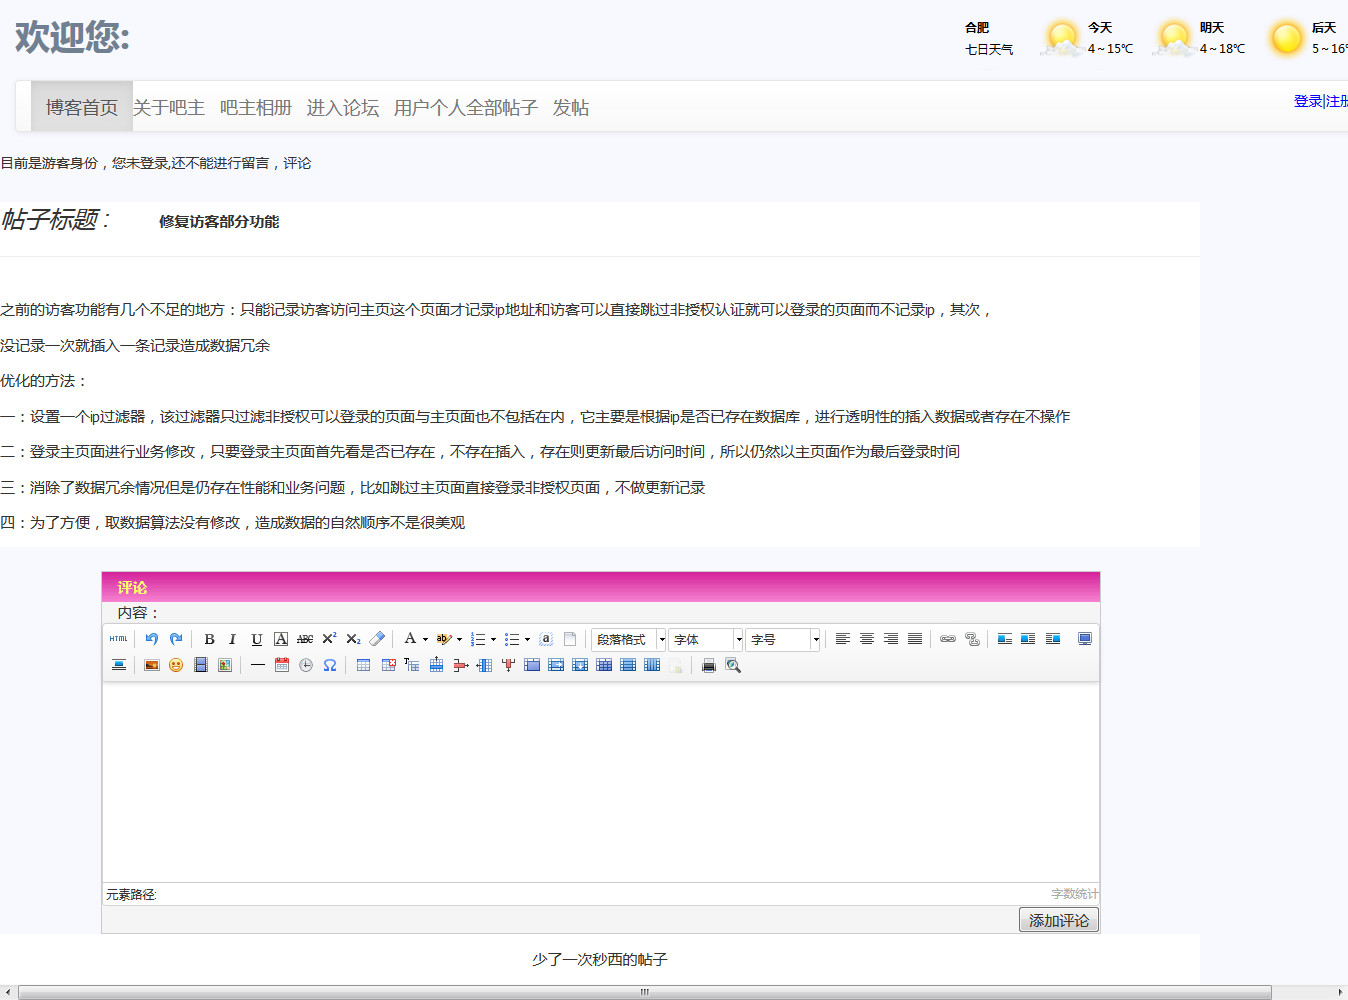 欢迎您:
合肥
七日天气
今天
4～15℃
明天
4～18℃
后天
5～16°
博客首页 关于吧主 吧主相册 进入论坛 用户个人全部帖子 发帖
登录|注册
目前是游客身份，您未登录,还不能进行留言，评论
帖子标题： 修复访客部分功能
之前的访客功能有几个不足的地方：只能记录访客访问主页这个页面才记录ip地址和访客可以直接跳过非授权认证就可以登录的页面而不记录ip，其次，
没记录一次就插入一条记录造成数据冗余
优化的方法：
一：设置一个ip过滤器，该过滤器只过滤非授权可以登录的页面与主页面也不包括在内，它主要是根据ip是否已存在数据库，进行透明性的插入数据或者存在不操作
二：登录主页面进行业务修改，只要登录主页面首先看是否已存在，不存在插入，存在则更新最后访问时间，所以仍然以主页面作为最后登录时间
三：消除了数据冗余情况但是仍存在性能和业务问题，比如跳过主页面直接登录非授权页面，不做更新记录
四：为了方便，取数据算法没有修改，造成数据的自然顺序不是很美观
评论
内容：
HTML B I U A ABC X² X₂ A ab a 段落格式 字体 字号
元素路径:
字数统计
添加评论
少了一次秒西的帖子